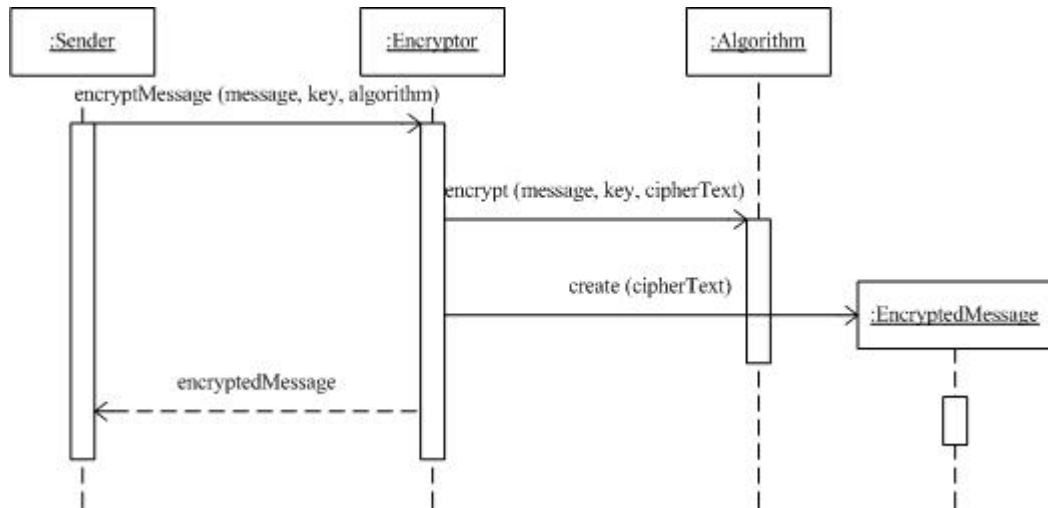 :Sender
:Encryptor
:Algorithm
encryptMessage (message, key, algorithm)
encrypt (message, key, cipherText)
create (cipherText)
:EncryptedMessage
encryptedMessage